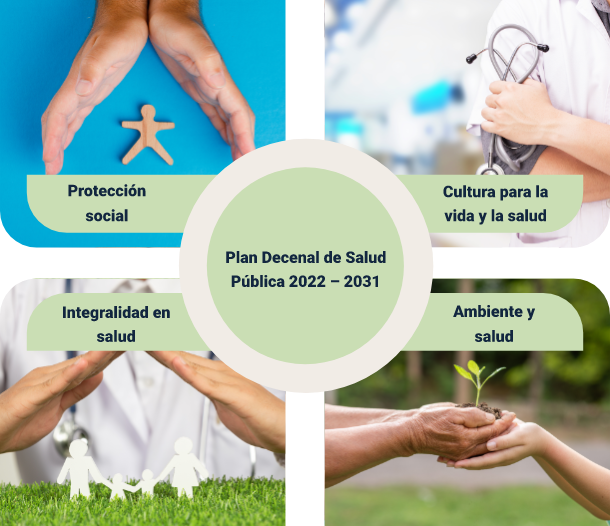 Protección
social
Cultura para la
vida y la salud
Plan Decenal de Salud
Pública 2022 – 2031
Integralidad en
salud
Ambiente y
salud